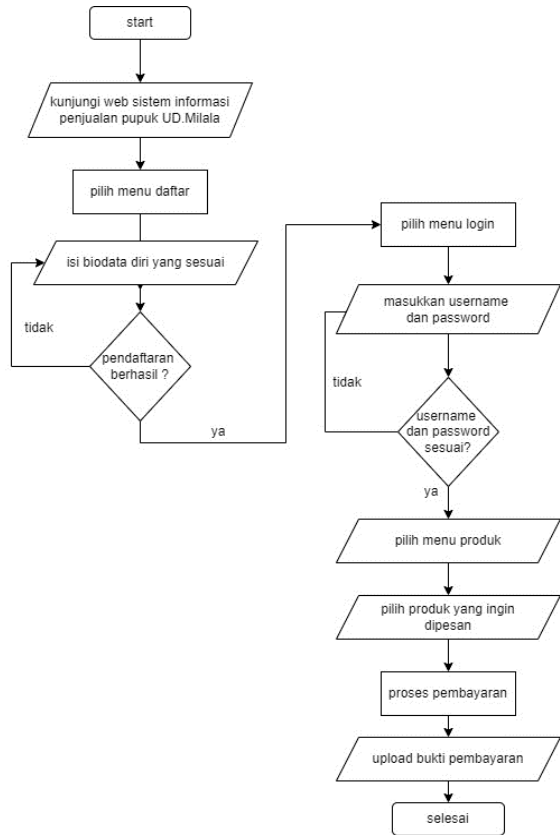 start
kunjungi web sistem informasi
penjualan pupuk UD.Milala
pilih menu daftar
isi biodata diri yang sesuai
tidak
pendaftaran
berhasil ?
ya
pilih menu login
masukkan username
dan password
tidak
username
dan password
sesuai?
ya
pilih menu produk
pilih produk yang ingin
dipesan
proses pembayaran
upload bukti pembayaran
selesai